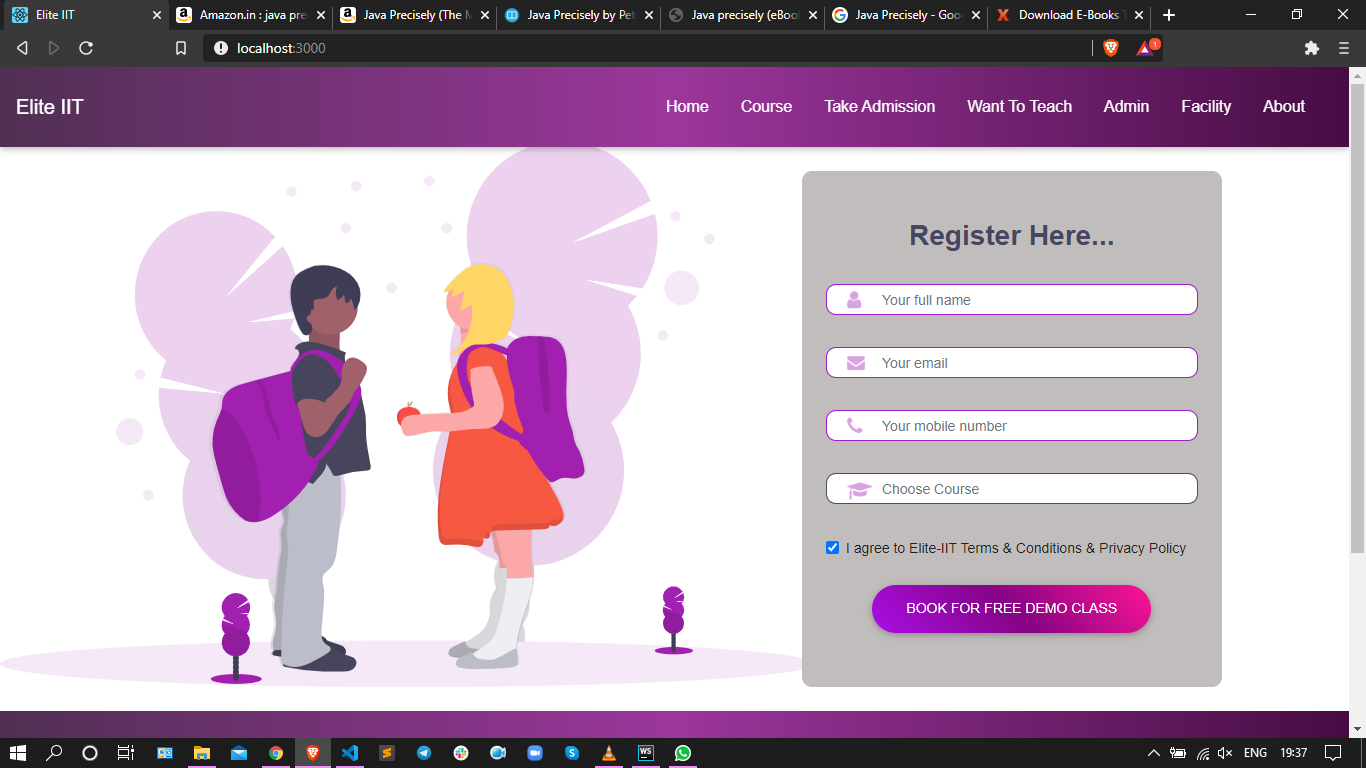 Elite IIT
Amazon.in : java pre
Java Precisely (The M
Java Precisely by Pet
Java precisely (eBoo
Java Precisely - Goo
Download E-Books T
localhost:3000
1
Elite IIT
Home
Course
Take Admission
Want To Teach
Admin
Facility
About
Register Here...
Your full name
Your email
Your mobile number
Choose Course
I agree to Elite-IIT Terms & Conditions & Privacy Policy
BOOK FOR FREE DEMO CLASS
WS
ENG
19:37